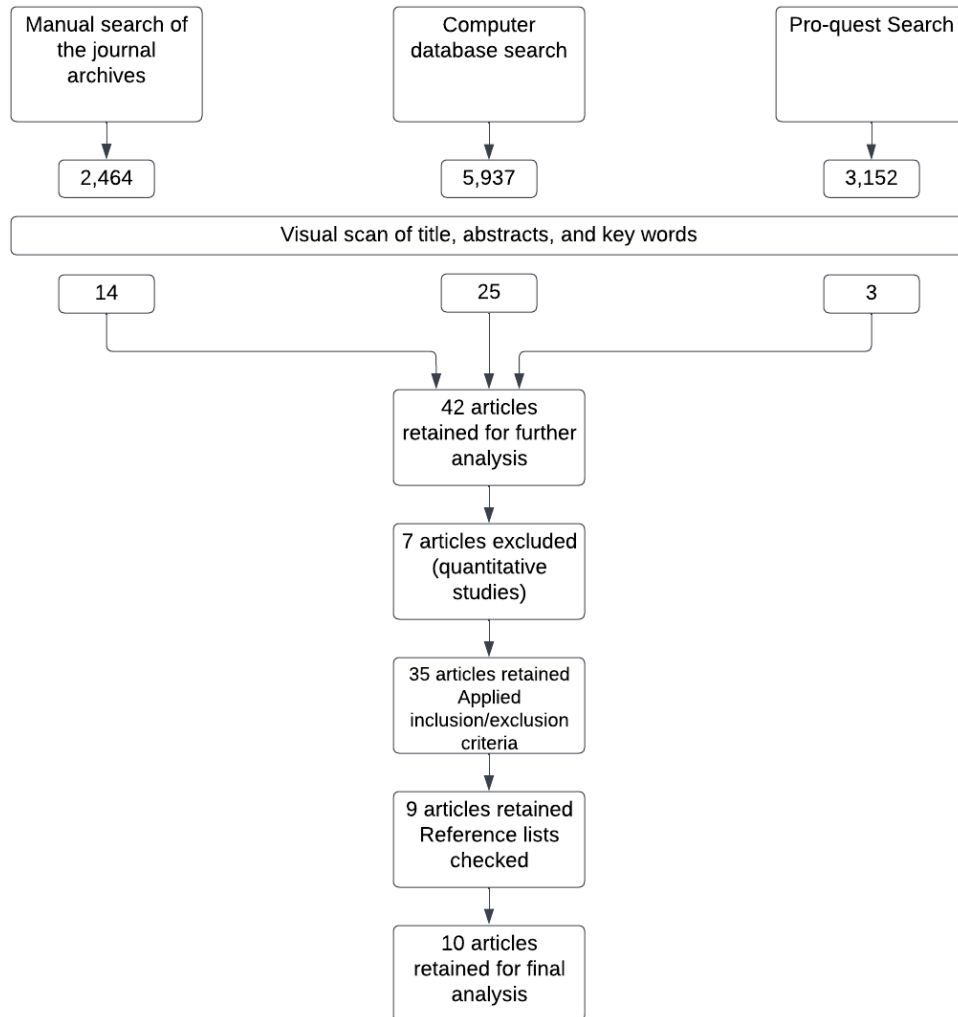 Manual search of
the journal
archives
Computer
database search
Pro-quest Search
2,464
5,937
3,152
Visual scan of title, abstracts, and key words
14
25
3
42 articles
retained for further
analysis
7 articles excluded
(quantitative
studies)
35 articles retained
Applied
inclusion/exclusion
criteria
9 articles retained
Reference lists
checked
10 articles
retained for final
analysis